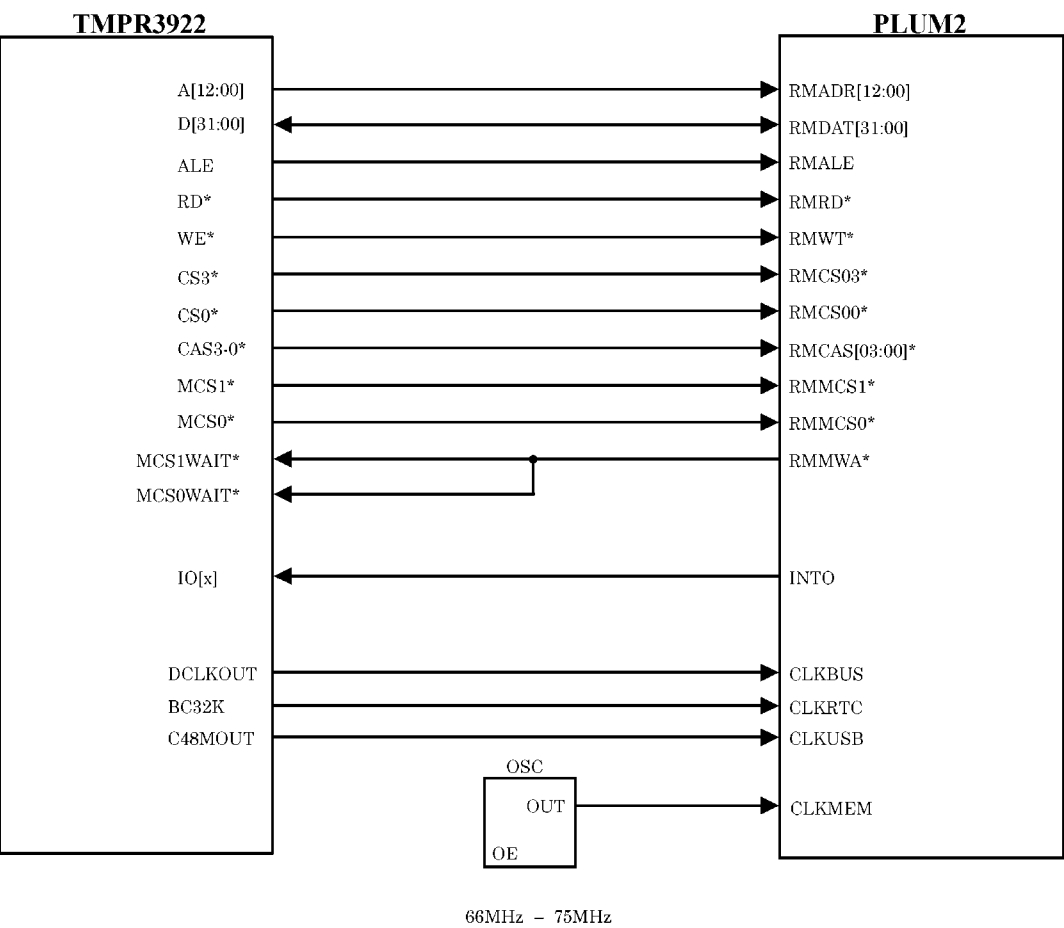 TMPR3922 PLUM2
A[12:00] RMADR[12:00]
D[31:00] RMDAT[31:00]
ALE RMALE
RD* RMRD*
WE* RMWT*
CS3* RMCS03*
CS0* RMCS00*
CAS3-0* RMCAS[03:00]*
MCS1* RMMCS1*
MCS0* RMMCS0*
MCS1WAIT* RMMWA*
MCS0WAIT*
IO[x] INTO
DCLKOUT CLKBUS
BC32K CLKRTC
C48MOUT CLKUSB
OSC
OUT CLKMEM
OE
66MHz – 75MHz